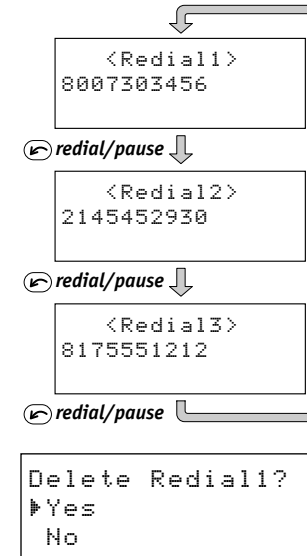 <Redial1>
8007303456
redial/pause
<Redial2>
2145452930
redial/pause
<Redial3>
8175551212
redial/pause
Delete Redial1?
Yes
No